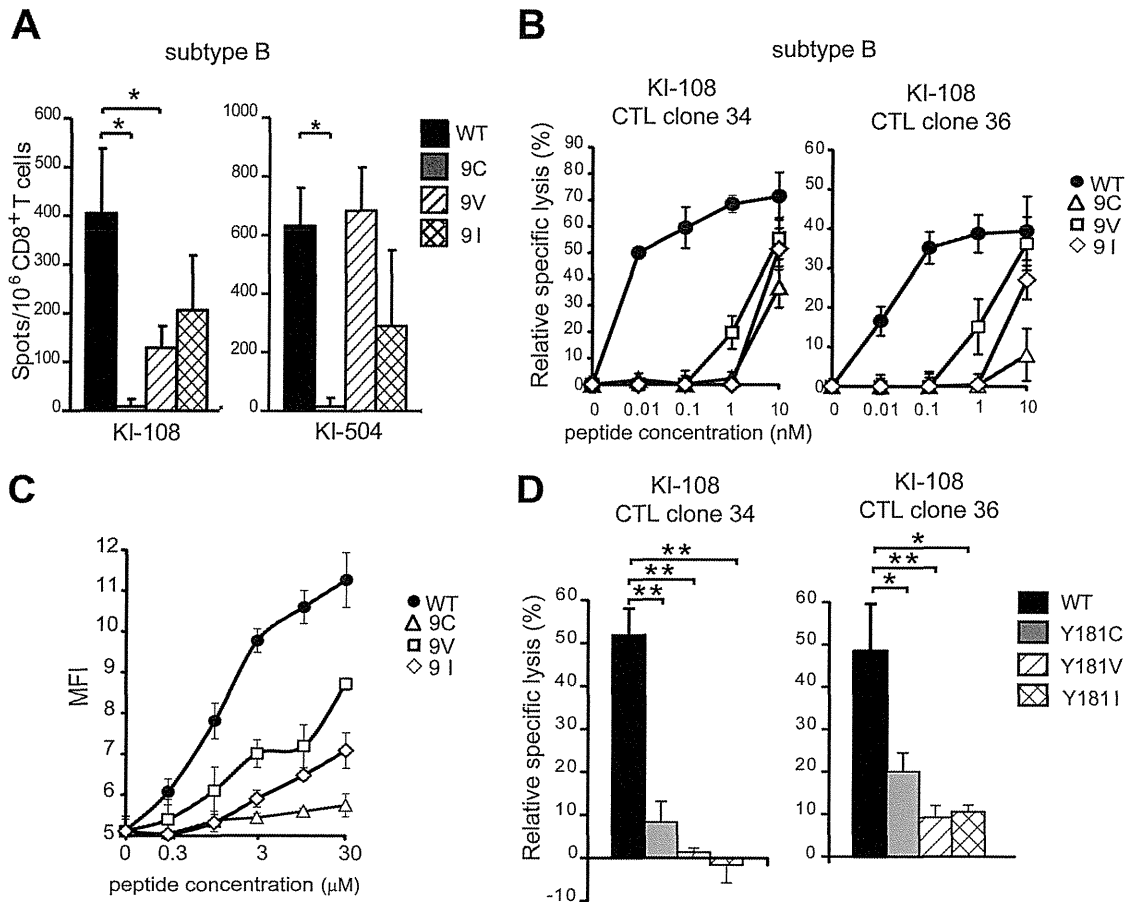 A
subtype B
Spots/10⁶ CD8⁺ T cells
600
500
400
300
200
100
0
*
*
KI-108
1000
800
600
400
200
0
*
KI-504
WT
9C
9V
9I
B
subtype B
KI-108
CTL clone 34
Relative specific lysis (%)
90
80
70
60
50
40
30
20
10
0
0 0.01 0.1 1 10
KI-108
CTL clone 36
60
50
40
30
20
10
0
0 0.01 0.1 1 10
peptide concentration (nM)
WT
9C
9V
9I
C
MFI
12
11
9
8
7
6
5
0 0.3 3 30
peptide concentration (μM)
WT
9C
9V
9I
D
KI-108
CTL clone 34
Relative specific lysis (%)
60
50
40
30
20
10
0
-10
**
**
**
KI-108
CTL clone 36
60
50
40
30
20
10
0
*
**
*
WT
Y181C
Y181V
Y181I